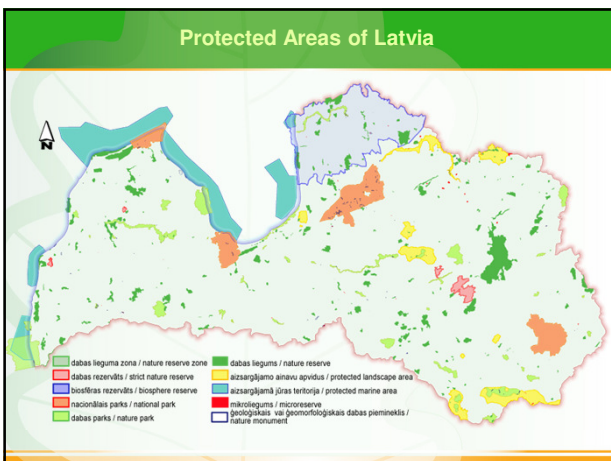 Protected Areas of Latvia
N
dabas lieguma zona / nature reserve zone
dabas rezervāts / strict nature reserve
biosfēras rezervāts / biosphere reserve
nacionālais parks / national park
dabas parks / nature park
dabas liegums / nature reserve
aizsargājamo ainavu apvidus / protected landscape area
aizsargājamā jūras teritorija / protected marine area
mikroliegums / microreserve
ģeoloģiskais vai ģeomorfoloģiskais dabas piemineklis /
nature monument